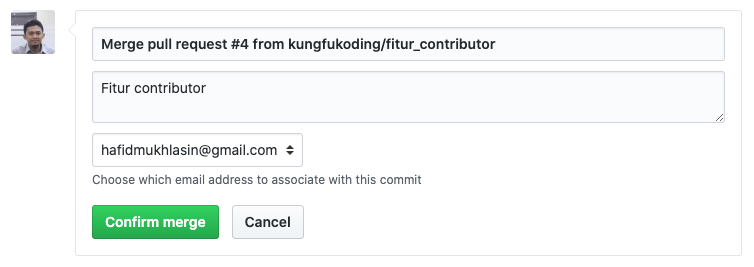 Merge pull request #4 from kungfukoding/fitur_contributor
Fitur contributor
hafidmukhlasin@gmail.com
Choose which email address to associate with this commit
Confirm merge Cancel